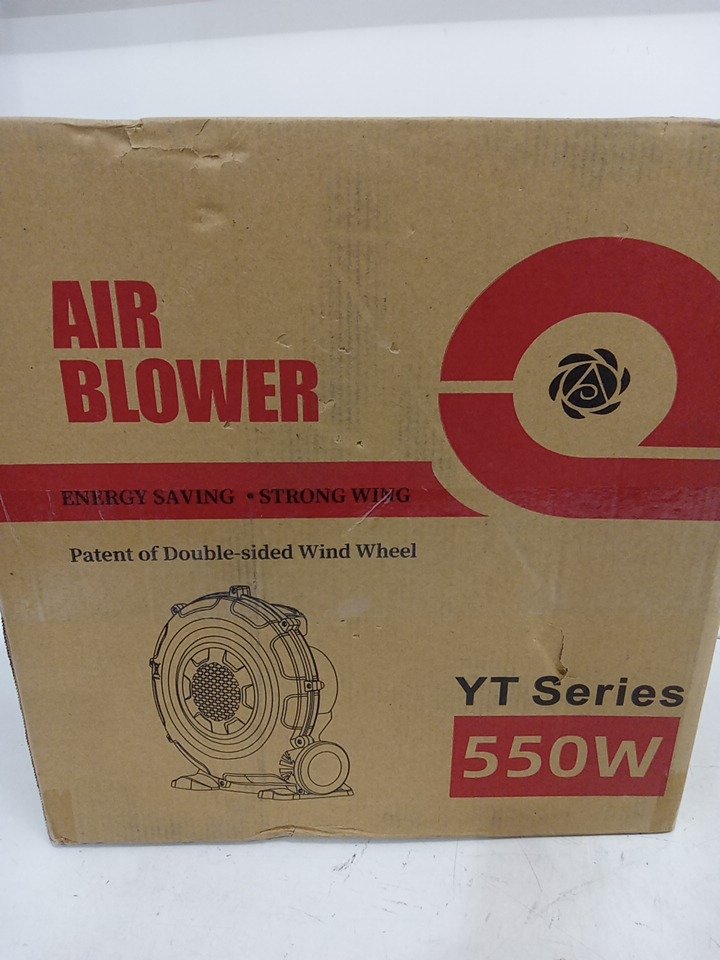 AIR
BLOWER
ENERGY SAVING • STRONG WING
Patent of Double-sided Wind Wheel
YT Series
550W